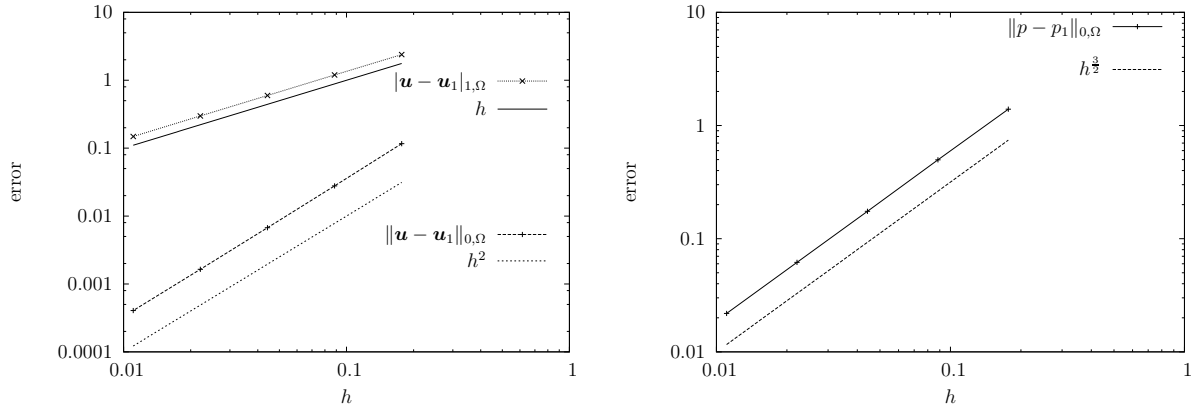 10
1
0.1
0.01
0.001
0.0001
error
0.01
0.1
1
h
|u − u₁|₁,Ω
h
‖u − u₁‖₀,Ω
h²
10
1
0.1
0.01
error
0.01
0.1
1
h
‖p − p₁‖₀,Ω
h^{3/2}